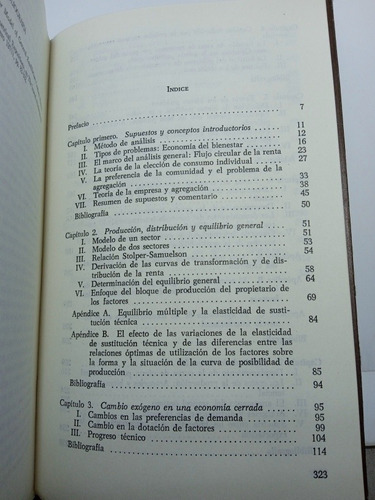 ÍNDICE
Prefacio 7
Capítulo primero. Supuestos y conceptos introductorios 11
I. Método de análisis 12
II. Tipos de problemas: Economía del bienestar 16
III. El marco del análisis general: Flujo circular de la renta 23
IV. La teoría de la elección de consumo individual 27
V. La preferencia de la comunidad y el problema de la
agregación 33
VI. Teoría de la empresa y agregación 38
VII. Resumen de supuestos y comentario 45
Bibliografía 50
Capítulo 2. Producción, distribución y equilibrio general 51
I. Modelo de un sector 51
II. Modelo de dos sectores 53
III. Relación Stolper-Samuelson 54
IV. Derivación de las curvas de transformación y de dis-
tribución de la renta 58
V. Determinación del equilibrio general 64
VI. Enfoque del bloque de producción del propietario de
los factores 69
Apéndice A. Equilibrio múltiple y la elasticidad de sus-
titución técnica 84
Apéndice B. El efecto de las variaciones de la elasticidad
de sustitución técnica y de las diferencias entre las
relaciones óptimas de utilización de los factores sobre
la forma y la situación de la curva de posibilidad de
producción 85
Bibliografía 94
Capítulo 3. Cambio exógeno en una economía cerrada 95
I. Cambios en las preferencias de demanda 95
II. Cambio en la dotación de factores 99
III. Progreso técnico 104
Bibliografía 114
323